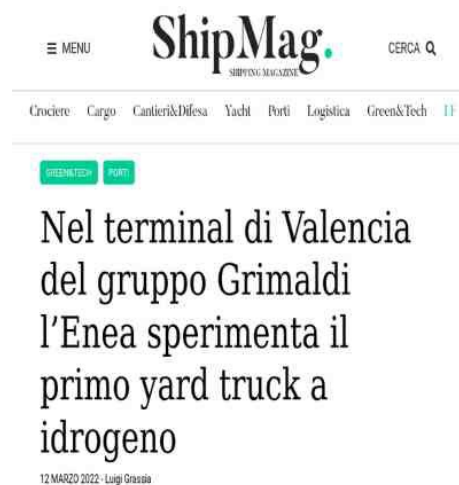 ≡ MENU
ShipMag.
SHIPPING MAGAZINE
CERCA
Crociere Cargo Cantieri&Difesa Yacht Porti Logistica Green&Tech
GREEN&TECH PORTI
Nel terminal di Valencia
del gruppo Grimaldi
l’Enea sperimenta il
primo yard truck a
idrogeno
12 MARZO 2022 - Luigi Grassia